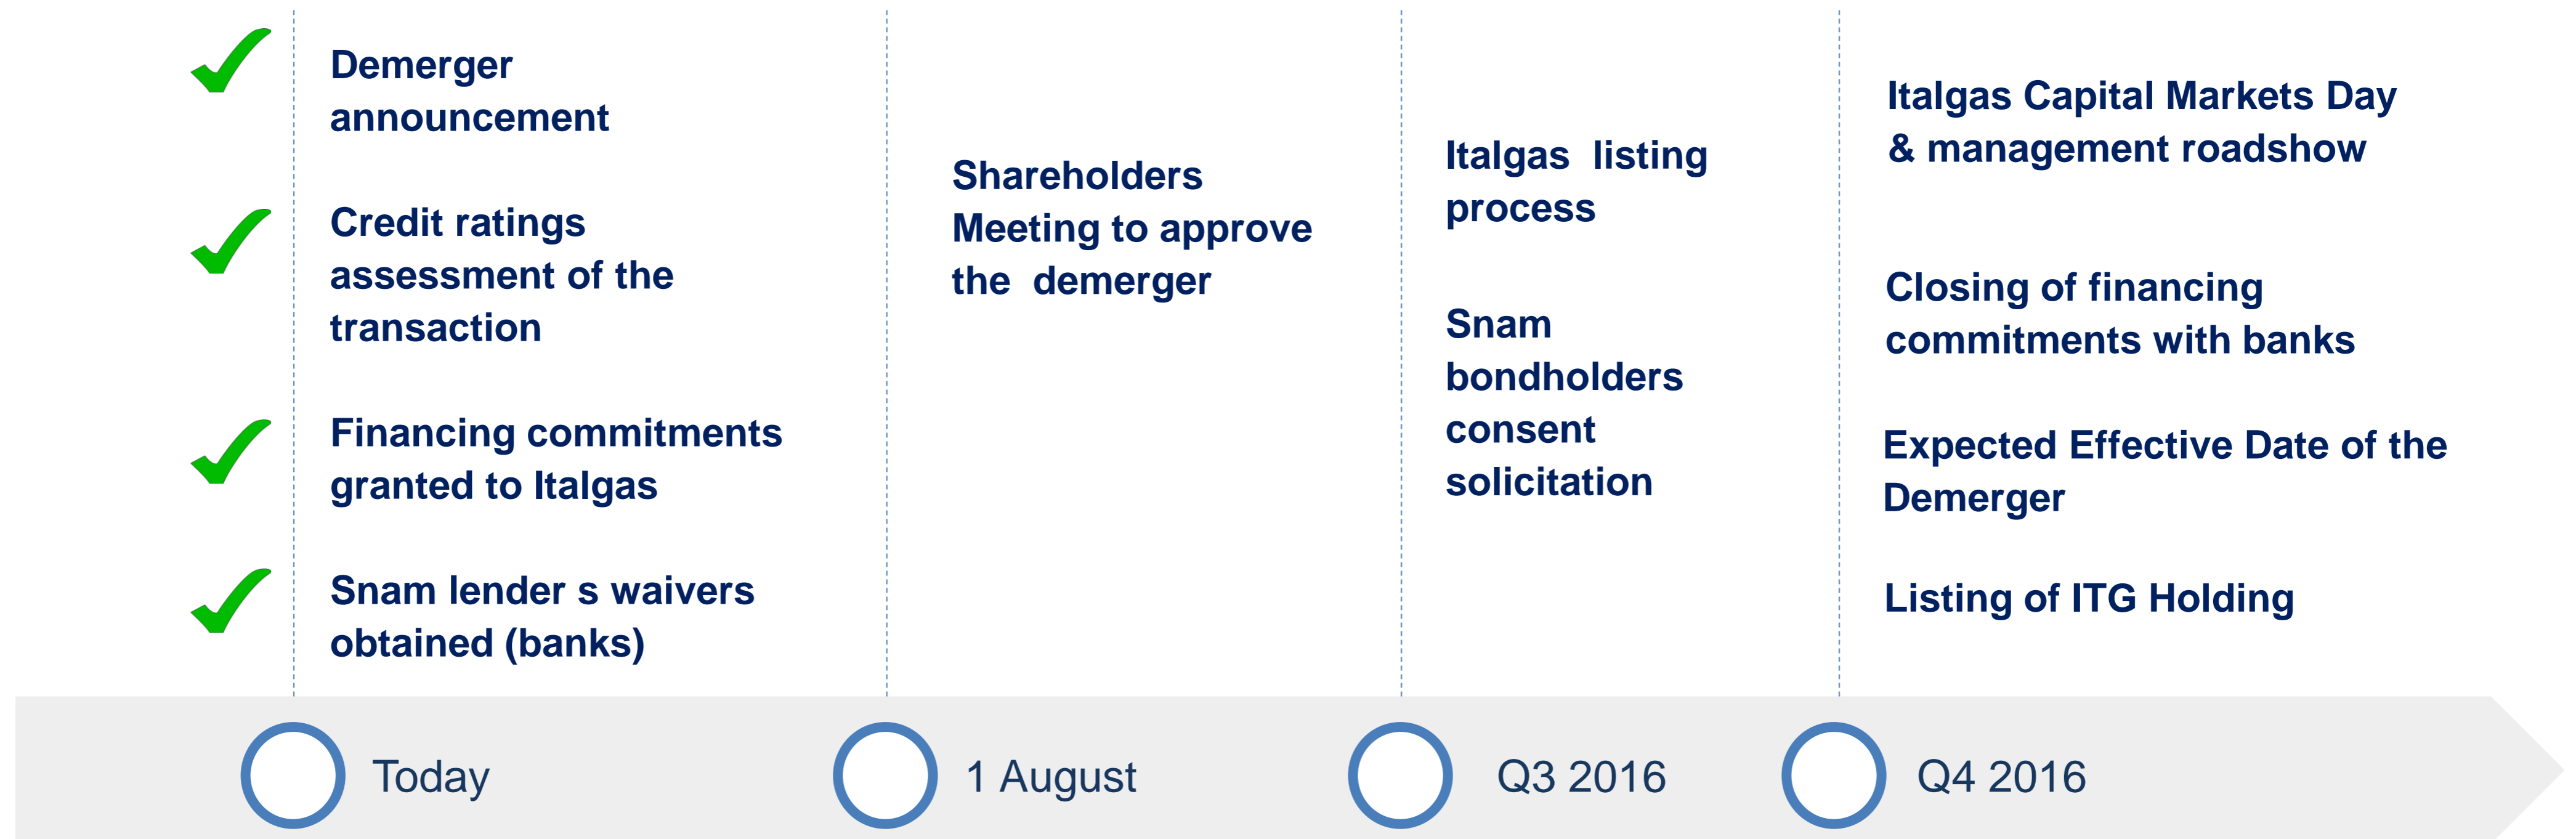 Demerger
announcement
Credit ratings
assessment of the
transaction
Financing commitments
granted to Italgas
Snam lender s waivers
obtained (banks)
Shareholders
Meeting to approve
the demerger
Italgas listing
process
Snam
bondholders
consent
solicitation
Italgas Capital Markets Day
& management roadshow
Closing of financing
commitments with banks
Expected Effective Date of the
Demerger
Listing of ITG Holding
Today
1 August
Q3 2016
Q4 2016